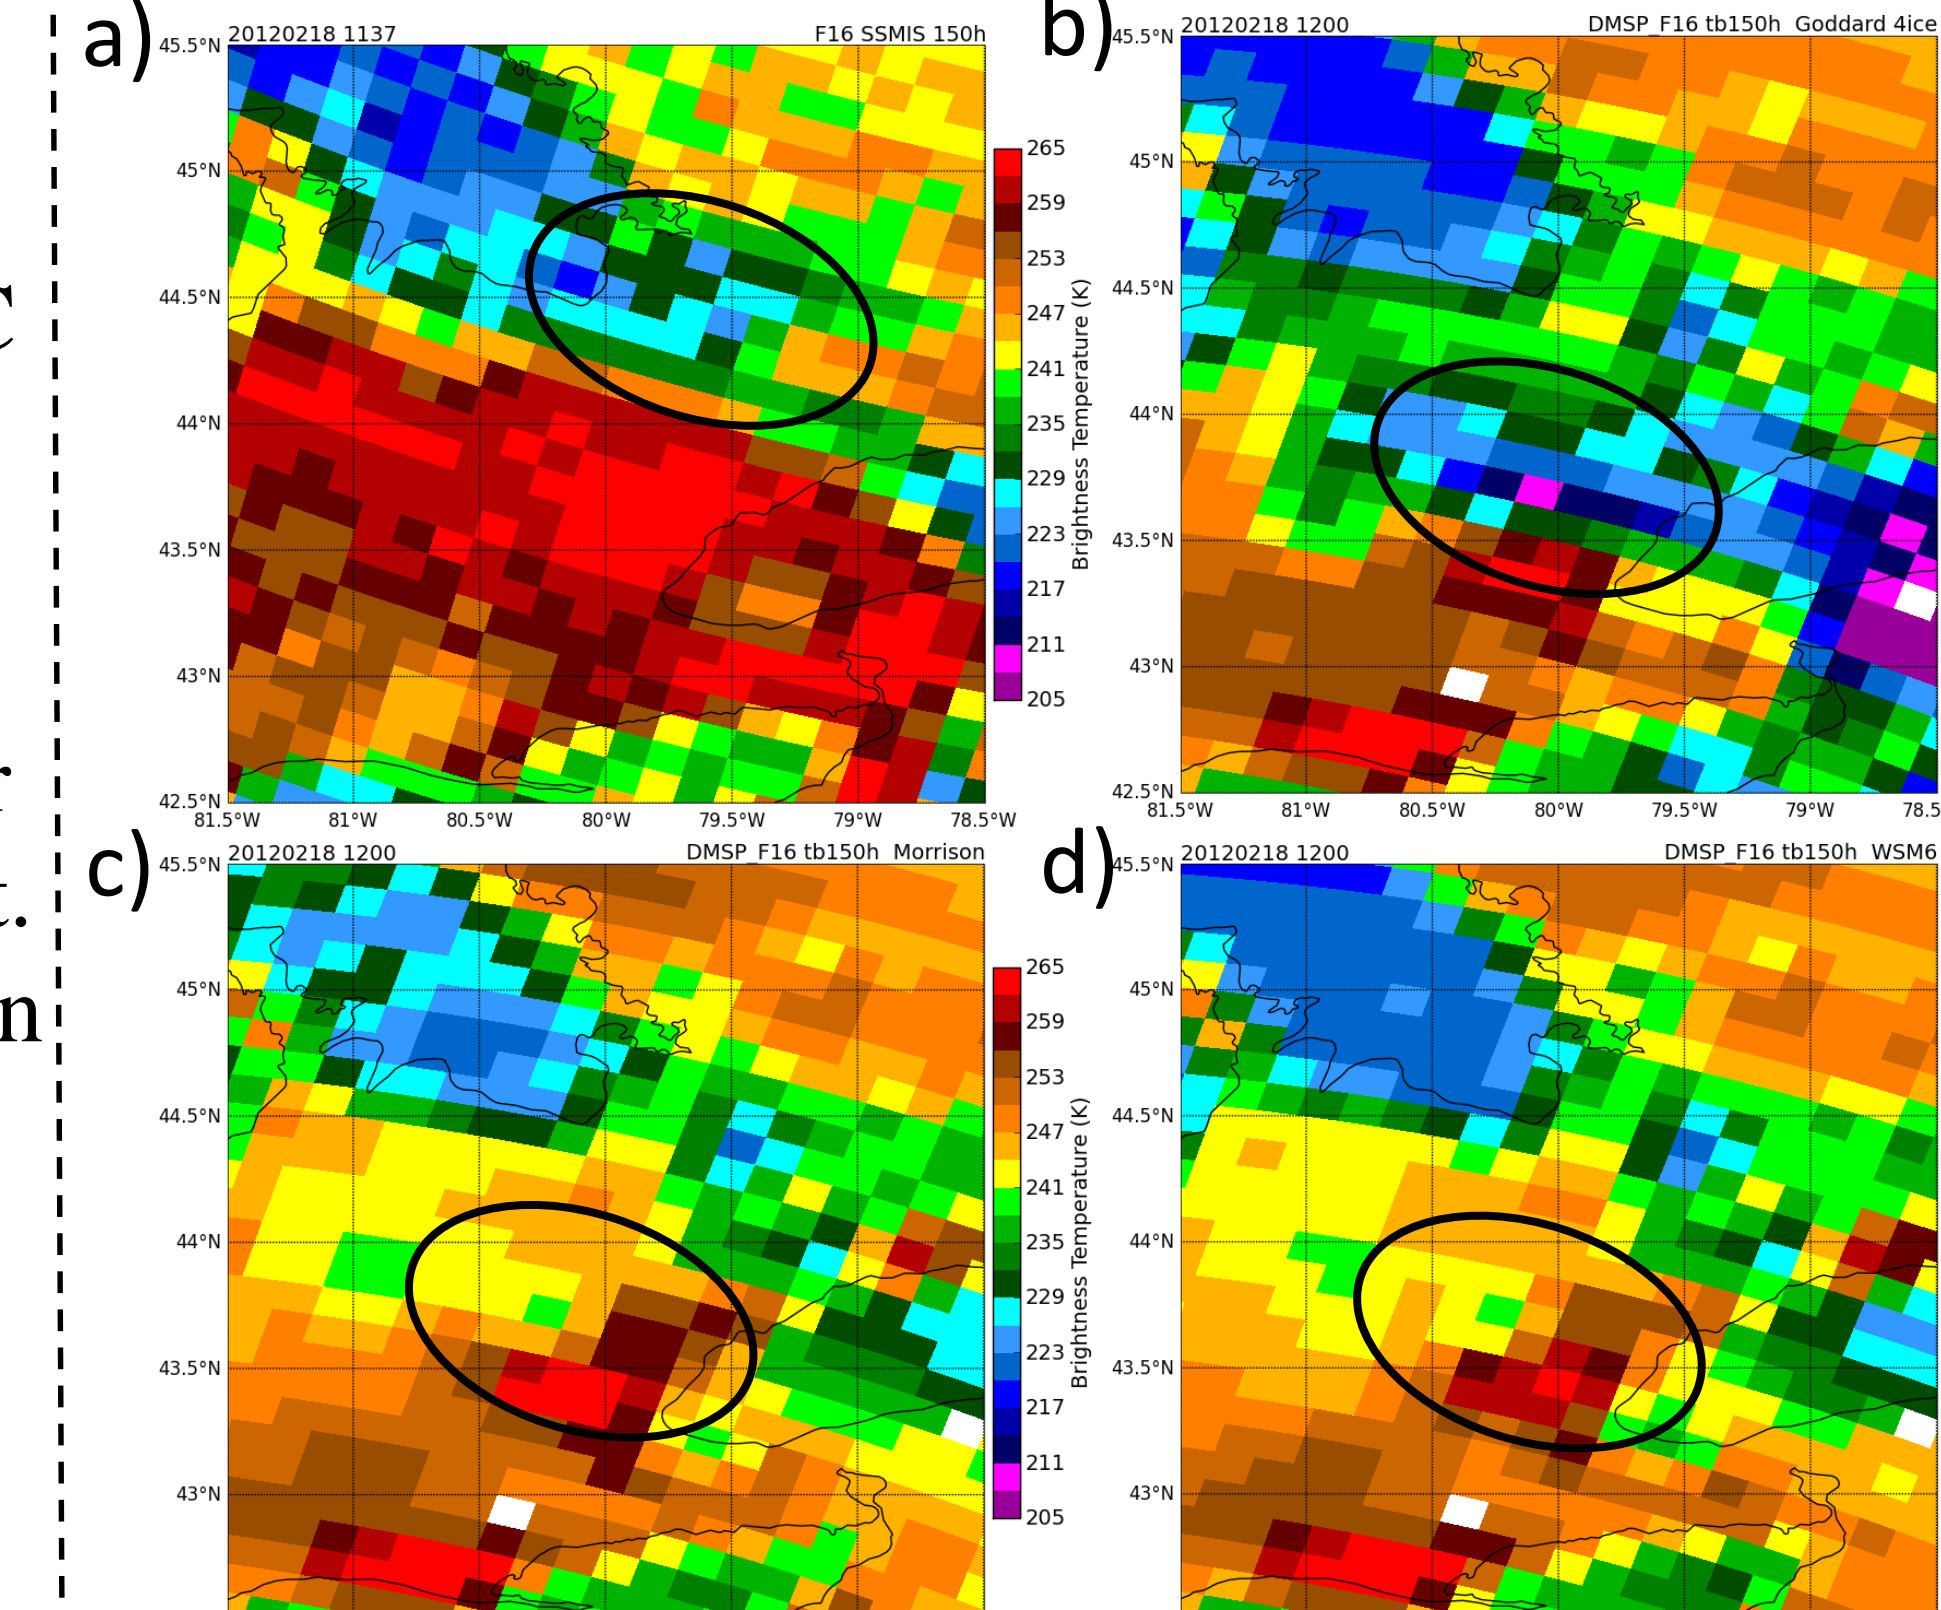 a)
20120218 1137 F16 SSMIS 150h
45.5°N
45°N
44.5°N
44°N
43.5°N
43°N
42.5°N
81.5°W 81°W 80.5°W 80°W 79.5°W 79°W 78.5°W
265
259
253
247
241
235
229
223
217
211
205
Brightness Temperature (K)
b)
20120218 1200 DMSP_F16 tb150h Goddard 4ice
45.5°N
45°N
44.5°N
44°N
43.5°N
43°N
42.5°N
81.5°W 81°W 80.5°W 80°W 79.5°W 79°W 78.5
c)
20120218 1200 DMSP_F16 tb150h Morrison
45.5°N
45°N
44.5°N
44°N
43.5°N
43°N
265
259
253
247
241
235
229
223
217
211
205
Brightness Temperature (K)
d)
20120218 1200 DMSP_F16 tb150h WSM6
45.5°N
45°N
44.5°N
44°N
43.5°N
43°N
t.
n